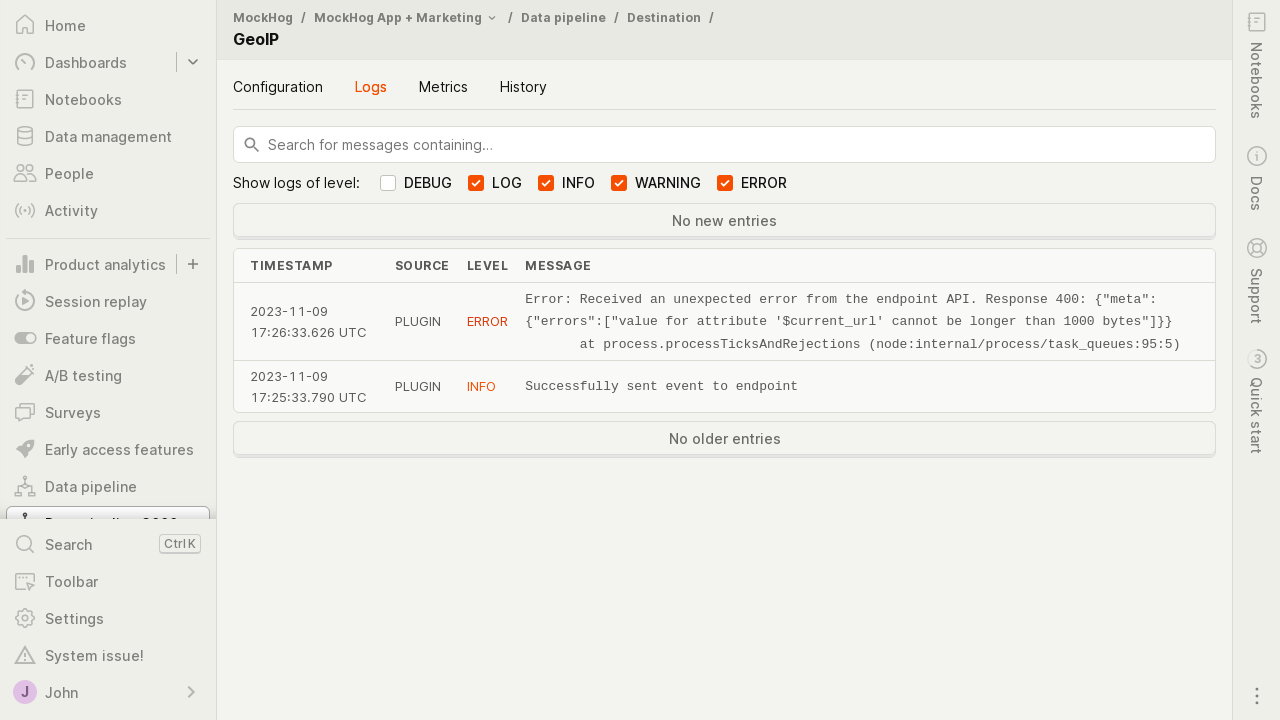 Home
Dashboards
Notebooks
Data management
People
Activity
Product analytics
Session replay
Feature flags
A/B testing
Surveys
Early access features
Data pipeline
Search Ctrl K
Toolbar
Settings
System issue!
J John
MockHog / MockHog App + Marketing / Data pipeline / Destination /
GeoIP
Configuration Logs Metrics History
Search for messages containing…
Show logs of level: DEBUG LOG INFO WARNING ERROR
No new entries
TIMESTAMP SOURCE LEVEL MESSAGE
2023-11-09
17:26:33.626 UTC
PLUGIN
ERROR
Error: Received an unexpected error from the endpoint API. Response 400: {"meta":
{"errors":["value for attribute '$current_url' cannot be longer than 1000 bytes"]}}
at process.processTicksAndRejections (node:internal/process/task_queues:95:5)
2023-11-09
17:25:33.790 UTC
PLUGIN
INFO
Successfully sent event to endpoint
No older entries
Notebooks
Docs
Support
3
Quick start